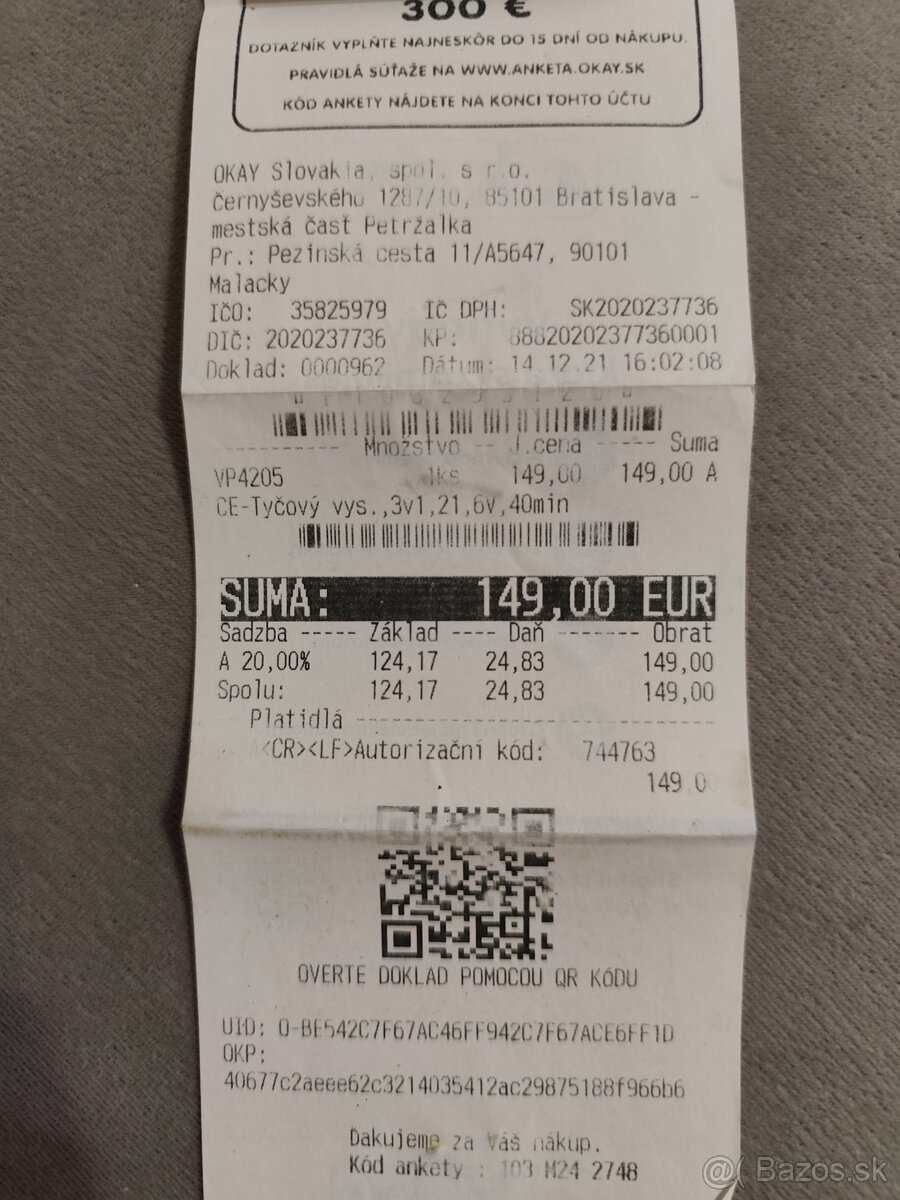 300 €
DOTAZNÍK VYPLŇTE NAJNESKÔR DO 15 DNÍ OD NÁKUPU.
PRAVIDLÁ SÚŤAŽE NA WWW.ANKETA.OKAY.SK
KÓD ANKETY NÁJDETE NA KONCI TOHTO ÚČTU
OKAY Slovakia, spol. s r.o.
černyševského 1287/10, 85101 Bratislava -
mestská časť Petržalka
Pr.: Pezinská cesta 11/A5647, 90101
Malacky
IČO: 35825979 IČ DPH: SK2020237736
DIČ: 2020237736 KP: 88820202377360001
Doklad: 0000962 Dátum: 14.12.21 16:02:08
---------- Množstvo -- J.cena ----- Suma
VP4205 1ks 149,00 149,00 A
CE-Tyčový vys.,3v1,21,6V,40min
SUMA: 149,00 EUR
Sadzba ----- Základ ---- Daň ------- Obrat
A 20,00% 124,17 24,83 149,00
Spolu: 124,17 24,83 149,00
Platidlá
<CR><LF>Autorizační kód: 744763
149,00
OVERTE DOKLAD POMOCOU QR KÓDU
UID: O-BE542C7F67AC46FF942C7F67ACE6FF1D
OKP:
40677c2aeee62c3214035412ac29875188f966b6
Ďakujeme za Váš nákup.
Kód ankety : 103 M24 2748
@( Bazos.sk